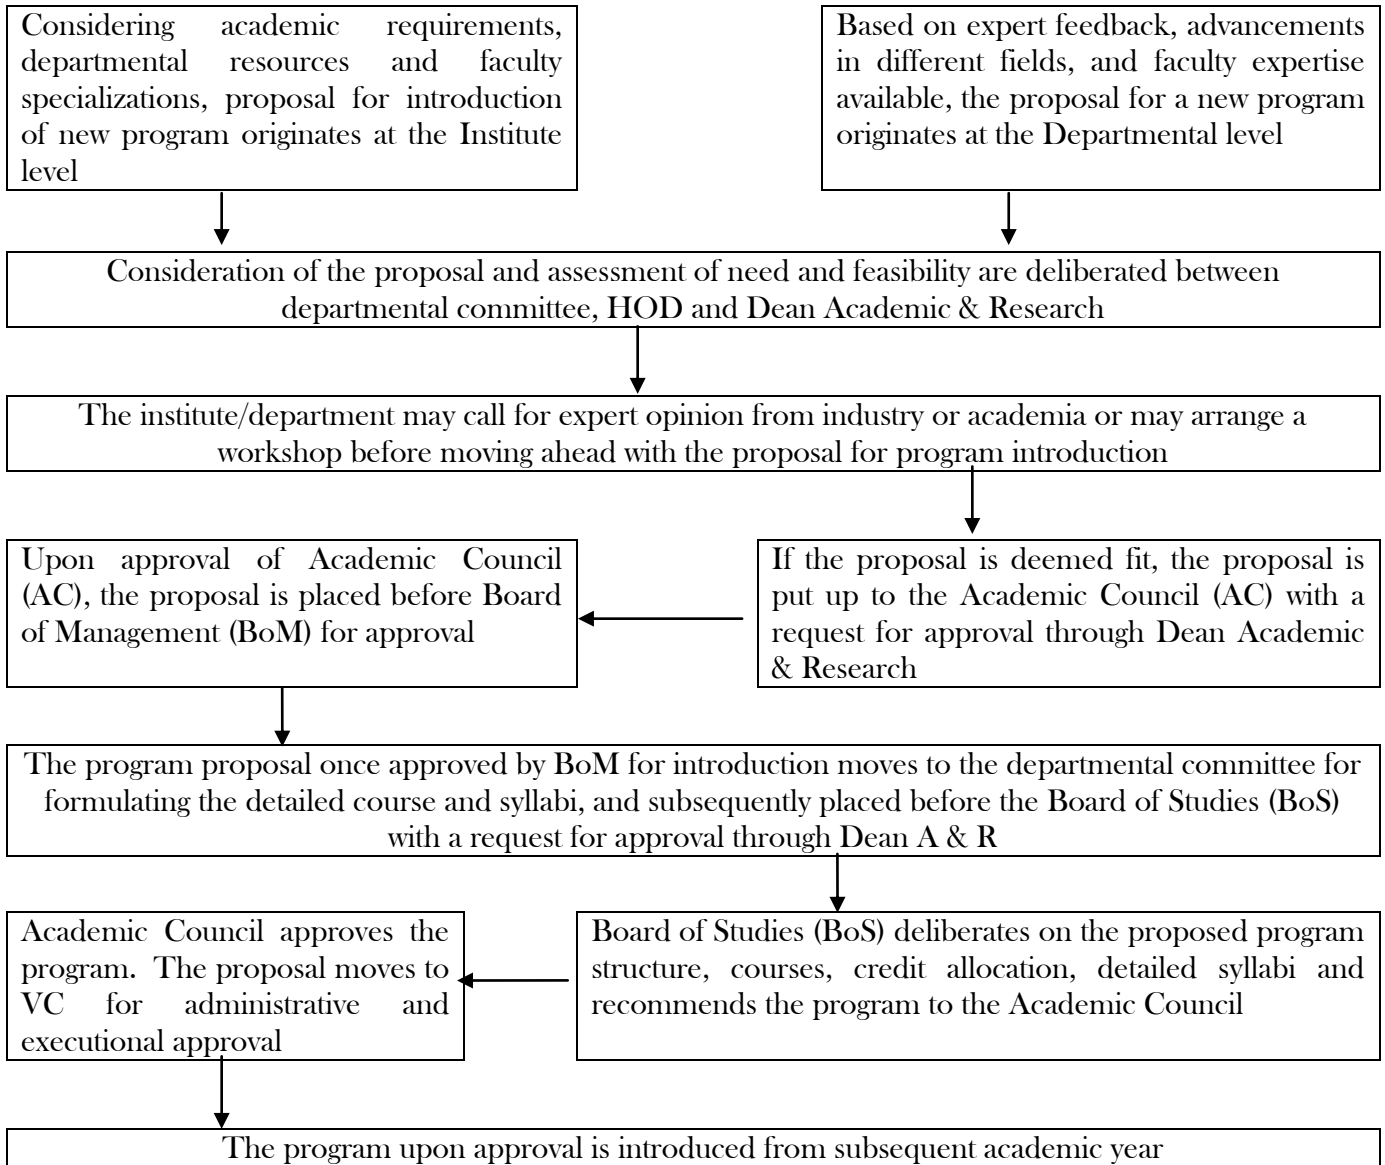 Considering academic requirements,
departmental resources and faculty
specializations, proposal for introduction
of new program originates at the Institute
level
Based on expert feedback, advancements
in different fields, and faculty expertise
available, the proposal for a new program
originates at the Departmental level
Consideration of the proposal and assessment of need and feasibility are deliberated between
departmental committee, HOD and Dean Academic & Research
The institute/department may call for expert opinion from industry or academia or may arrange a
workshop before moving ahead with the proposal for program introduction
If the proposal is deemed fit, the proposal is
put up to the Academic Council (AC) with a
request for approval through Dean Academic
& Research
Upon approval of Academic Council
(AC), the proposal is placed before Board
of Management (BoM) for approval
The program proposal once approved by BoM for introduction moves to the departmental committee for
formulating the detailed course and syllabi, and subsequently placed before the Board of Studies (BoS)
with a request for approval through Dean A & R
Board of Studies (BoS) deliberates on the proposed program
structure, courses, credit allocation, detailed syllabi and
recommends the program to the Academic Council
Academic Council approves the
program. The proposal moves to
VC for administrative and
executional approval
The program upon approval is introduced from subsequent academic year